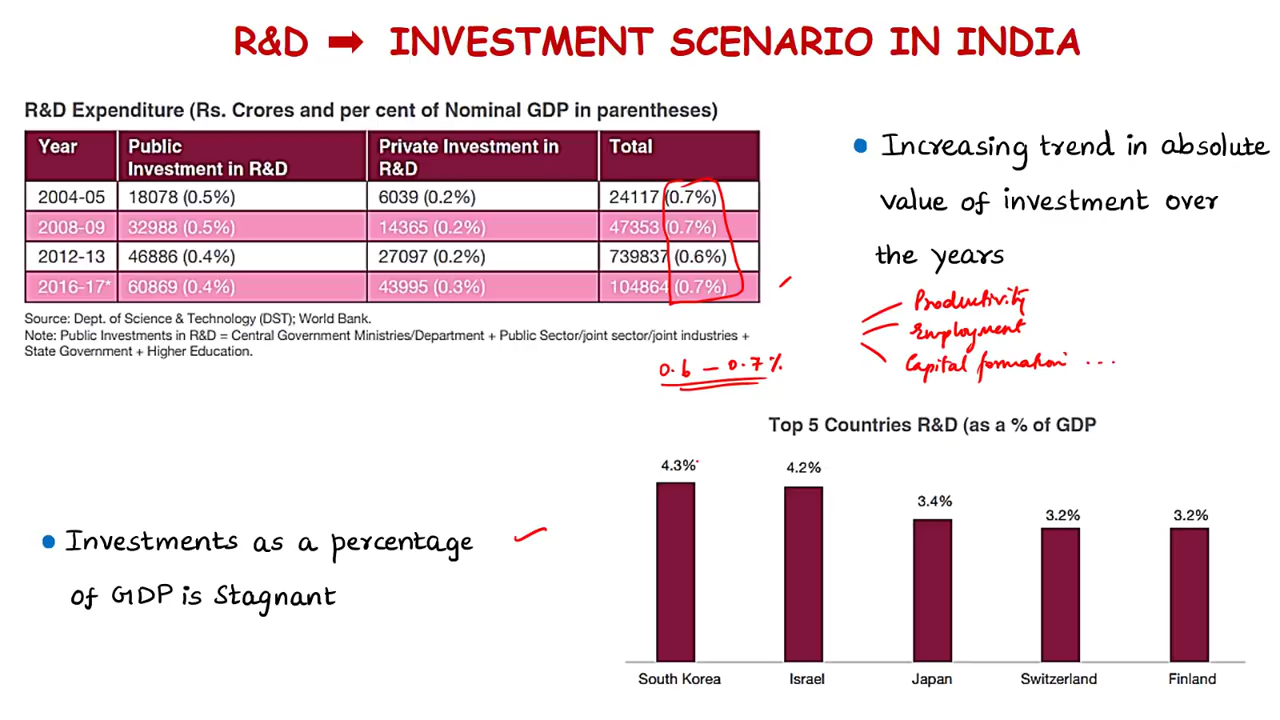 R&D ➡ INVESTMENT SCENARIO IN INDIA
R&D Expenditure (Rs. Crores and per cent of Nominal GDP in parentheses)
Year Public Investment in R&D Private Investment in R&D Total
2004-05 18078 (0.5%) 6039 (0.2%) 24117 (0.7%)
2008-09 32988 (0.5%) 14365 (0.2%) 47353 (0.7%)
2012-13 46886 (0.4%) 27097 (0.2%) 739837 (0.6%)
2016-17* 60869 (0.4%) 43995 (0.3%) 104864 (0.7%)
Source: Dept. of Science & Technology (DST); World Bank.
Note: Public Investments in R&D = Central Government Ministries/Department + Public Sector/joint sector/joint industries +
State Government + Higher Education.
0.6 – 0.7%
• Increasing trend in absolute
value of investment over
the years
Productivity
Employment
Capital formation ...
• Investments as a percentage
of GDP is Stagnant
Top 5 Countries R&D (as a % of GDP
4.3% 4.2% 3.4% 3.2% 3.2%
South Korea Israel Japan Switzerland Finland